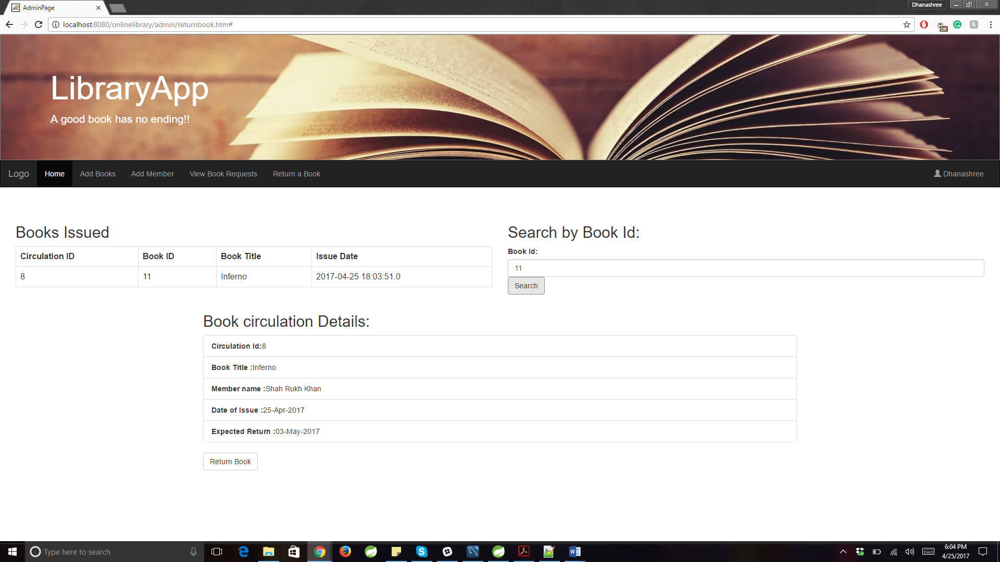 AdminPage
Dhanashree
localhost:8080/onlinelibrary/admin/returnbook.htm#
Off
LibraryApp
A good book has no ending!!
Logo Home Add Books Add Member View Book Requests Return a Book Dhanashree
Books Issued
Circulation ID Book ID Book Title Issue Date
8 11 Inferno 2017-04-25 18:03:51.0
Search by Book Id:
Book Id:
11
Search
Book circulation Details:
Circulation Id:8
Book Title :Inferno
Member name :Shah Rukh Khan
Date of Issue :25-Apr-2017
Expected Return :03-May-2017
Return Book
Type here to search
6:04 PM
4/25/2017